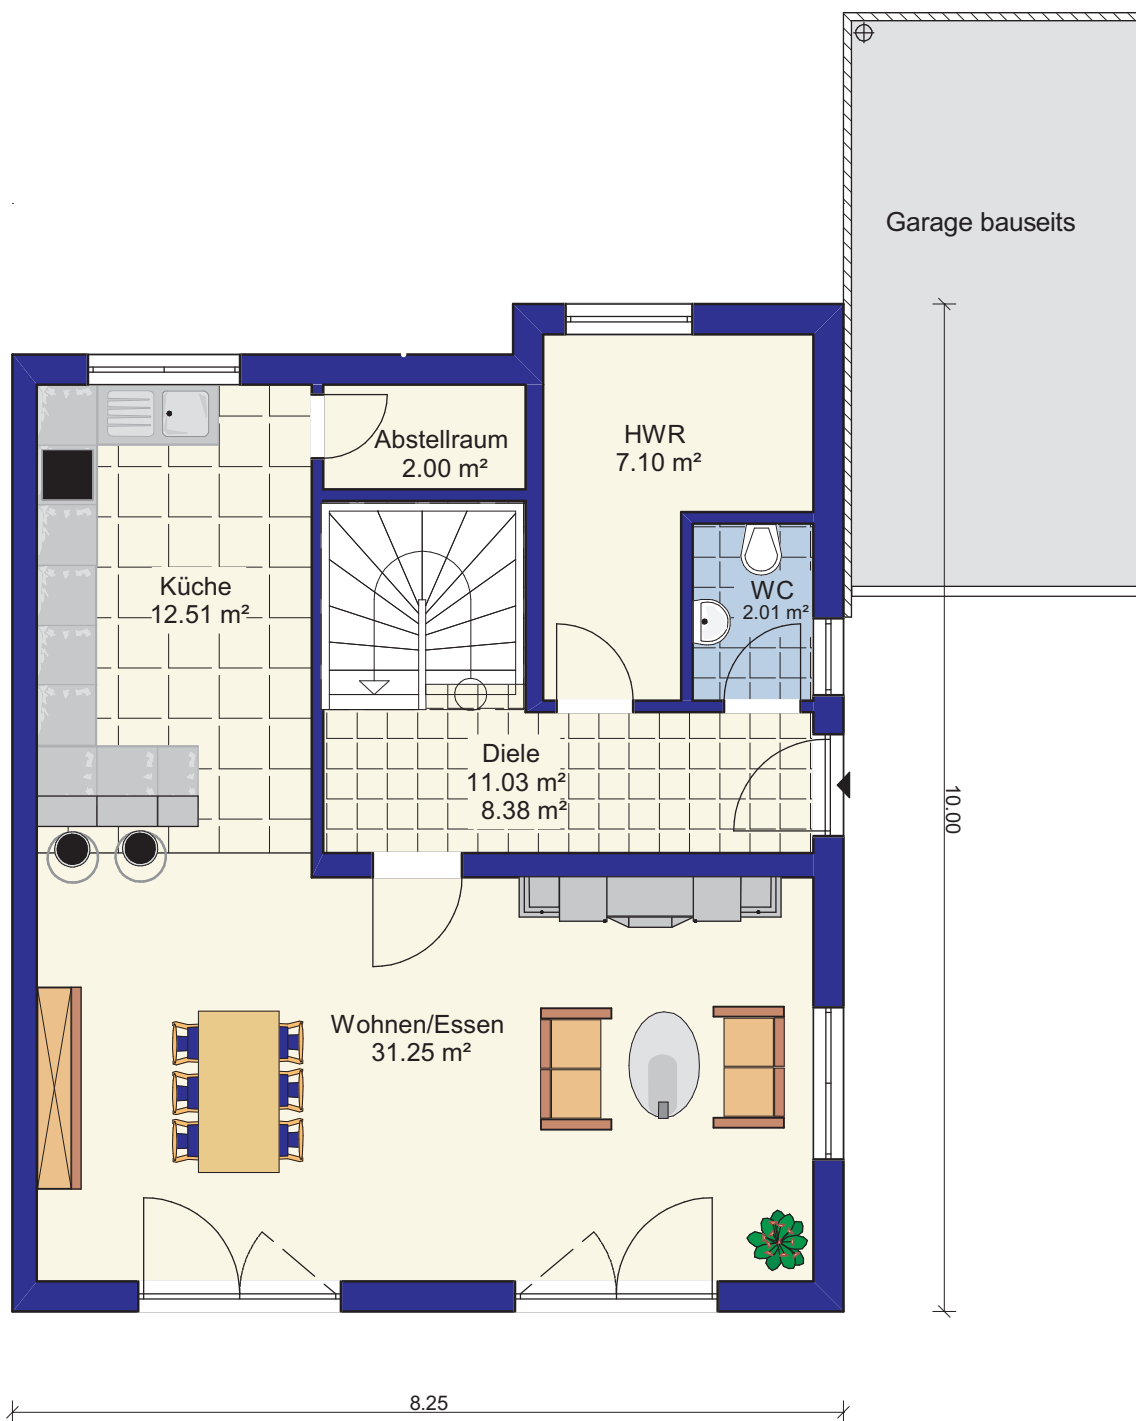 Garage bauseits
HWR
7.10 m²
Abstellraum
2.00 m²
Küche
12.51 m²
WC
2.01 m²
Diele
11.03 m²
8.38 m²
10.00
Wohnen/Essen
31.25 m²
8.25